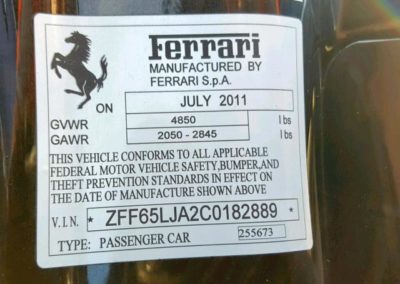 Ferrari
MANUFACTURED BY
FERRARI S.p.A.
ON JULY 2011
GVWR 4850 lbs
GAWR 2050 - 2845 lbs
THIS VEHICLE CONFORMS TO ALL APPLICABLE
FEDERAL MOTOR VEHICLE SAFETY,BUMPER,AND
THEFT PREVENTION STANDARDS IN EFFECT ON
THE DATE OF MANUFACTURE SHOWN ABOVE
V.I.N. * ZFF65LJA2C0182889 *
TYPE: PASSENGER CAR 255673